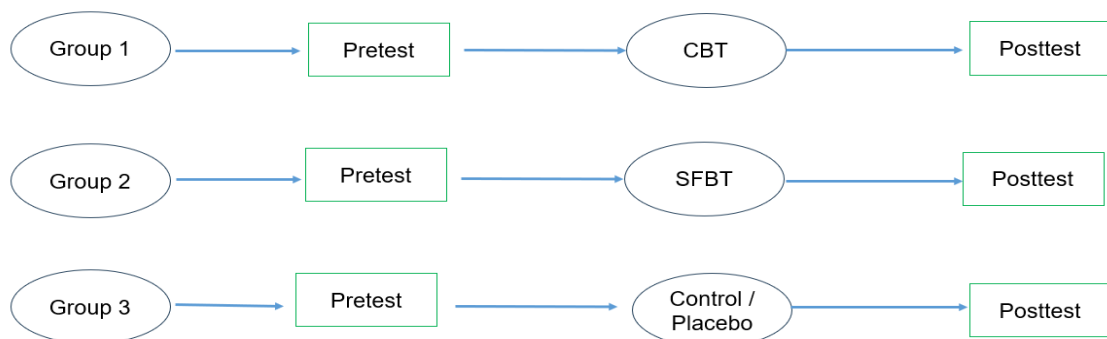 Group 1
Pretest
CBT
Posttest
Group 2
Pretest
SFBT
Posttest
Group 3
Pretest
Control /
Placebo
Posttest